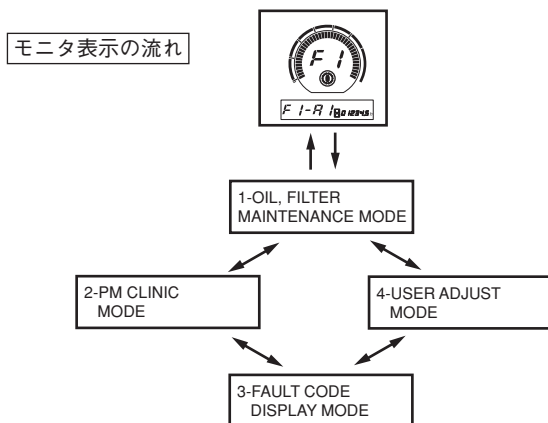 モニタ表示の流れ
F1
F1-A1
1-OIL, FILTER
MAINTENANCE MODE
2-PM CLINIC
MODE
4-USER ADJUST
MODE
3-FAULT CODE
DISPLAY MODE